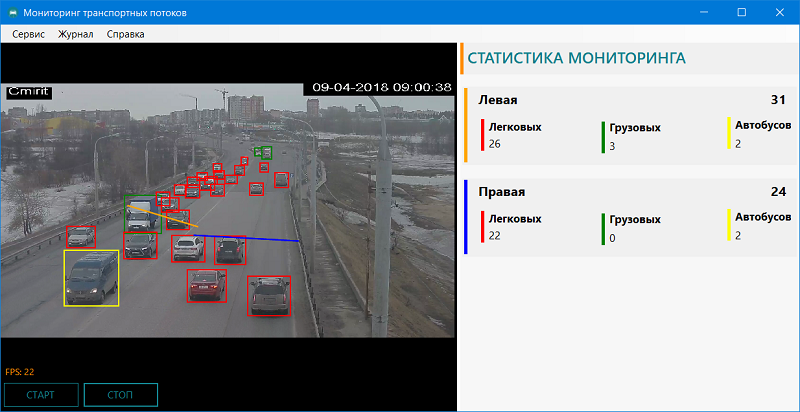 Мониторинг транспортных потоков
Сервис Журнал Справка
Cmirit 09-04-2018 09:00:38
FPS: 22
СТАРТ СТОП
СТАТИСТИКА МОНИТОРИНГА
Левая 31
Легковых Грузовых Автобусов
26 3 2
Правая 24
Легковых Грузовых Автобусов
22 0 2